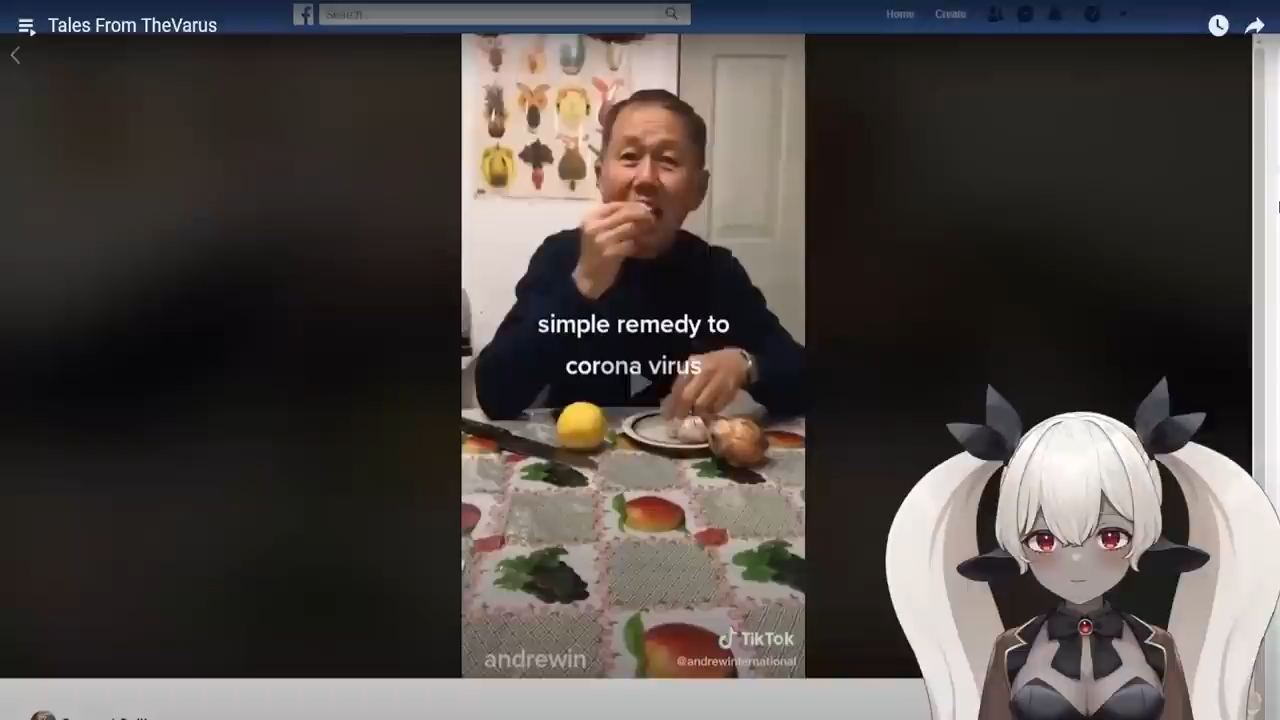 Tales From TheVarus
Search
Home
Create
simple remedy to
corona virus
TikTok
andrewin
@andrewinternational